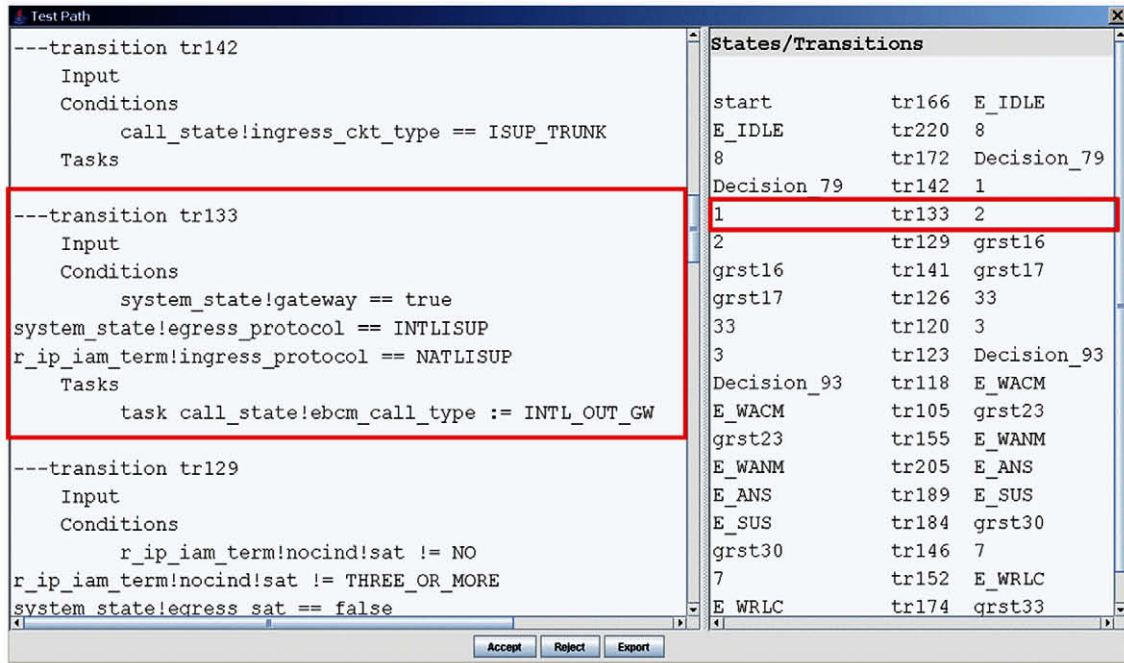 Test Path
---transition tr142
Input
Conditions
call_state!ingress_ckt_type == ISUP_TRUNK
Tasks
---transition tr133
Input
Conditions
system_state!gateway == true
system_state!egress_protocol == INTLISUP
r_ip_iam_term!ingress_protocol == NATLISUP
Tasks
task call_state!ebcm_call_type := INTL_OUT_GW
---transition tr129
Input
Conditions
r_ip_iam_term!nocind!sat != NO
r_ip_iam_term!nocind!sat != THREE_OR_MORE
system_state!egress_sat == false
States/Transitions
start tr166 E_IDLE
E_IDLE tr220 8
8 tr172 Decision_79
Decision_79 tr142 1
1 tr133 2
2 tr129 grst16
grst16 tr141 grst17
grst17 tr126 33
33 tr120 3
3 tr123 Decision_93
Decision_93 tr118 E_WACM
E_WACM tr105 grst23
grst23 tr155 E_WANM
E_WANM tr205 E_ANS
E_ANS tr189 E_SUS
E_SUS tr184 grst30
grst30 tr146 7
7 tr152 E_WRLC
E_WRLC tr174 grst33
Accept Reject Export